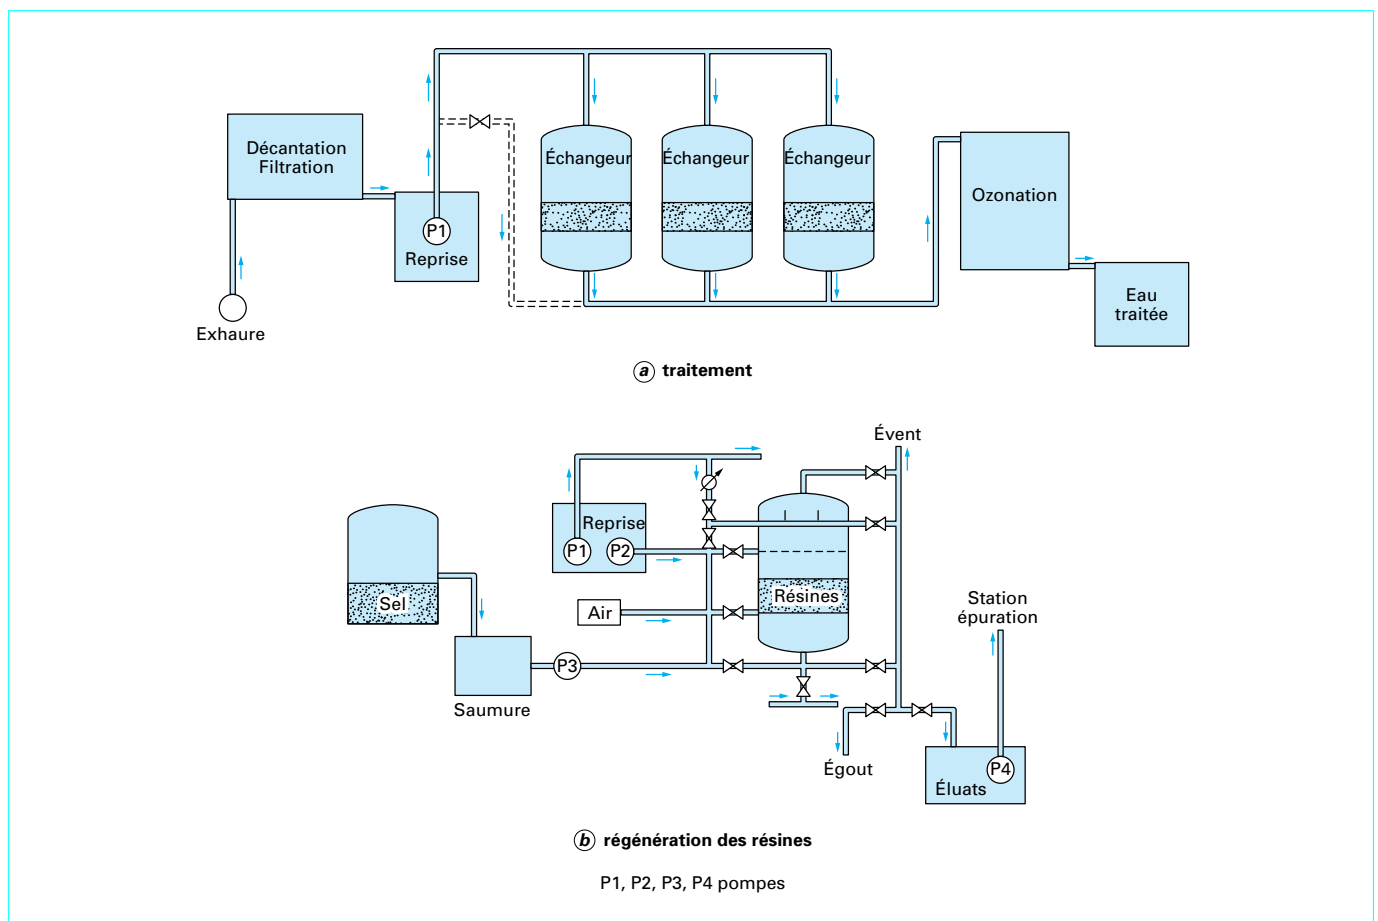 Décantation
Filtration
P1
Reprise
Exhaure
Échangeur
Échangeur
Échangeur
Ozonation
Eau
traitée
a traitement
Évent
Reprise
P1
P2
Sel
Air
Résines
Station
épuration
P3
Saumure
Égout
Éluats
P4
b régénération des résines
P1, P2, P3, P4 pompes